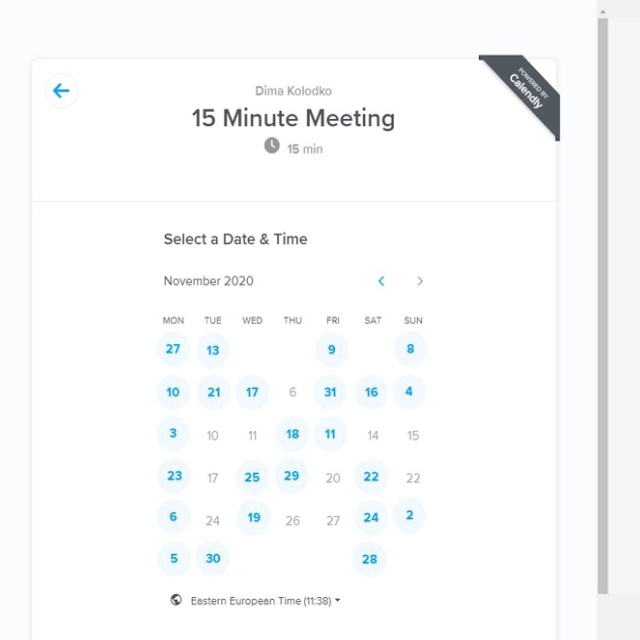 POWERED BY
Calendly
Dima Kolodko
15 Minute Meeting
15 min
Select a Date & Time
November 2020
MON TUE WED THU FRI SAT SUN
27 13 9 8
10 21 17 6 31 16 4
3 10 11 18 11 14 15
23 17 25 29 20 22 22
6 24 19 26 27 24 2
5 30 28
Eastern European Time (11:38)